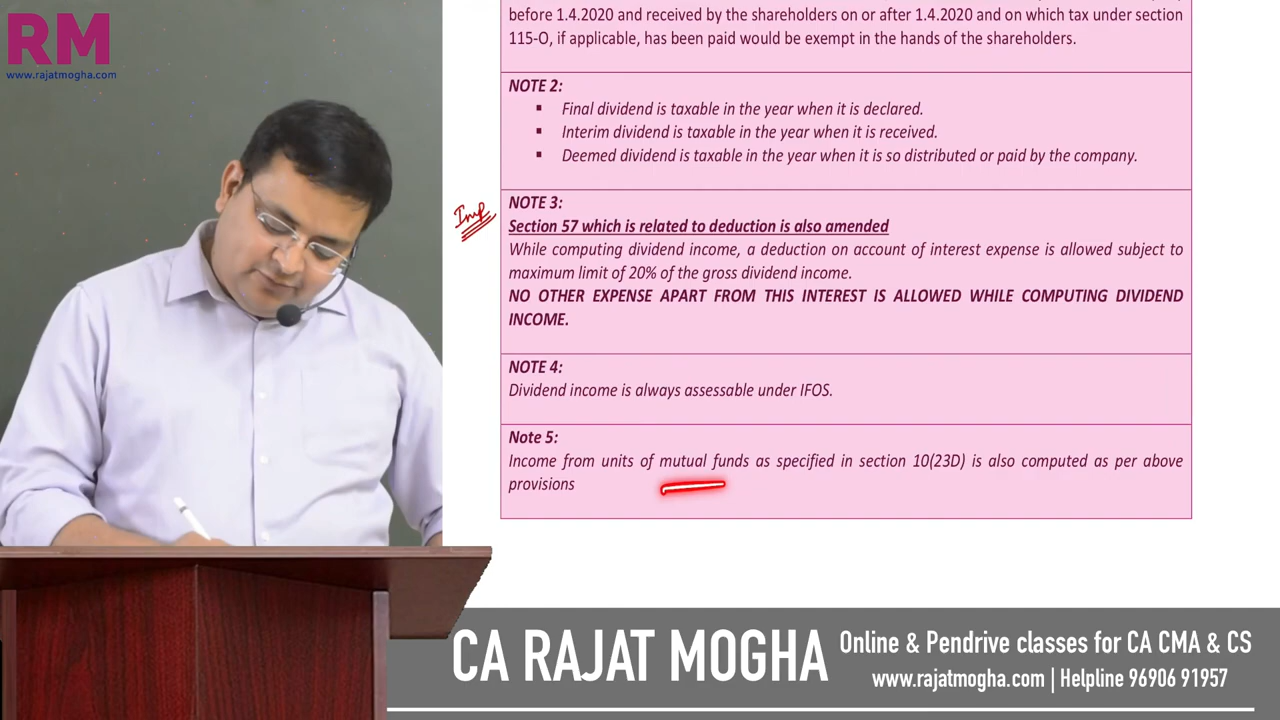 RM
www.rajatmogha.com
before 1.4.2020 and received by the shareholders on or after 1.4.2020 and on which tax under section
115-O, if applicable, has been paid would be exempt in the hands of the shareholders.
NOTE 2:
▪ Final dividend is taxable in the year when it is declared.
▪ Interim dividend is taxable in the year when it is received.
▪ Deemed dividend is taxable in the year when it is so distributed or paid by the company.
Imp
NOTE 3:
Section 57 which is related to deduction is also amended
While computing dividend income, a deduction on account of interest expense is allowed subject to
maximum limit of 20% of the gross dividend income.
NO OTHER EXPENSE APART FROM THIS INTEREST IS ALLOWED WHILE COMPUTING DIVIDEND
INCOME.
NOTE 4:
Dividend income is always assessable under IFOS.
Note 5:
Income from units of mutual funds as specified in section 10(23D) is also computed as per above
provisions
CA RAJAT MOGHA
Online & Pendrive classes for CA CMA & CS
www.rajatmogha.com | Helpline 96906 91957